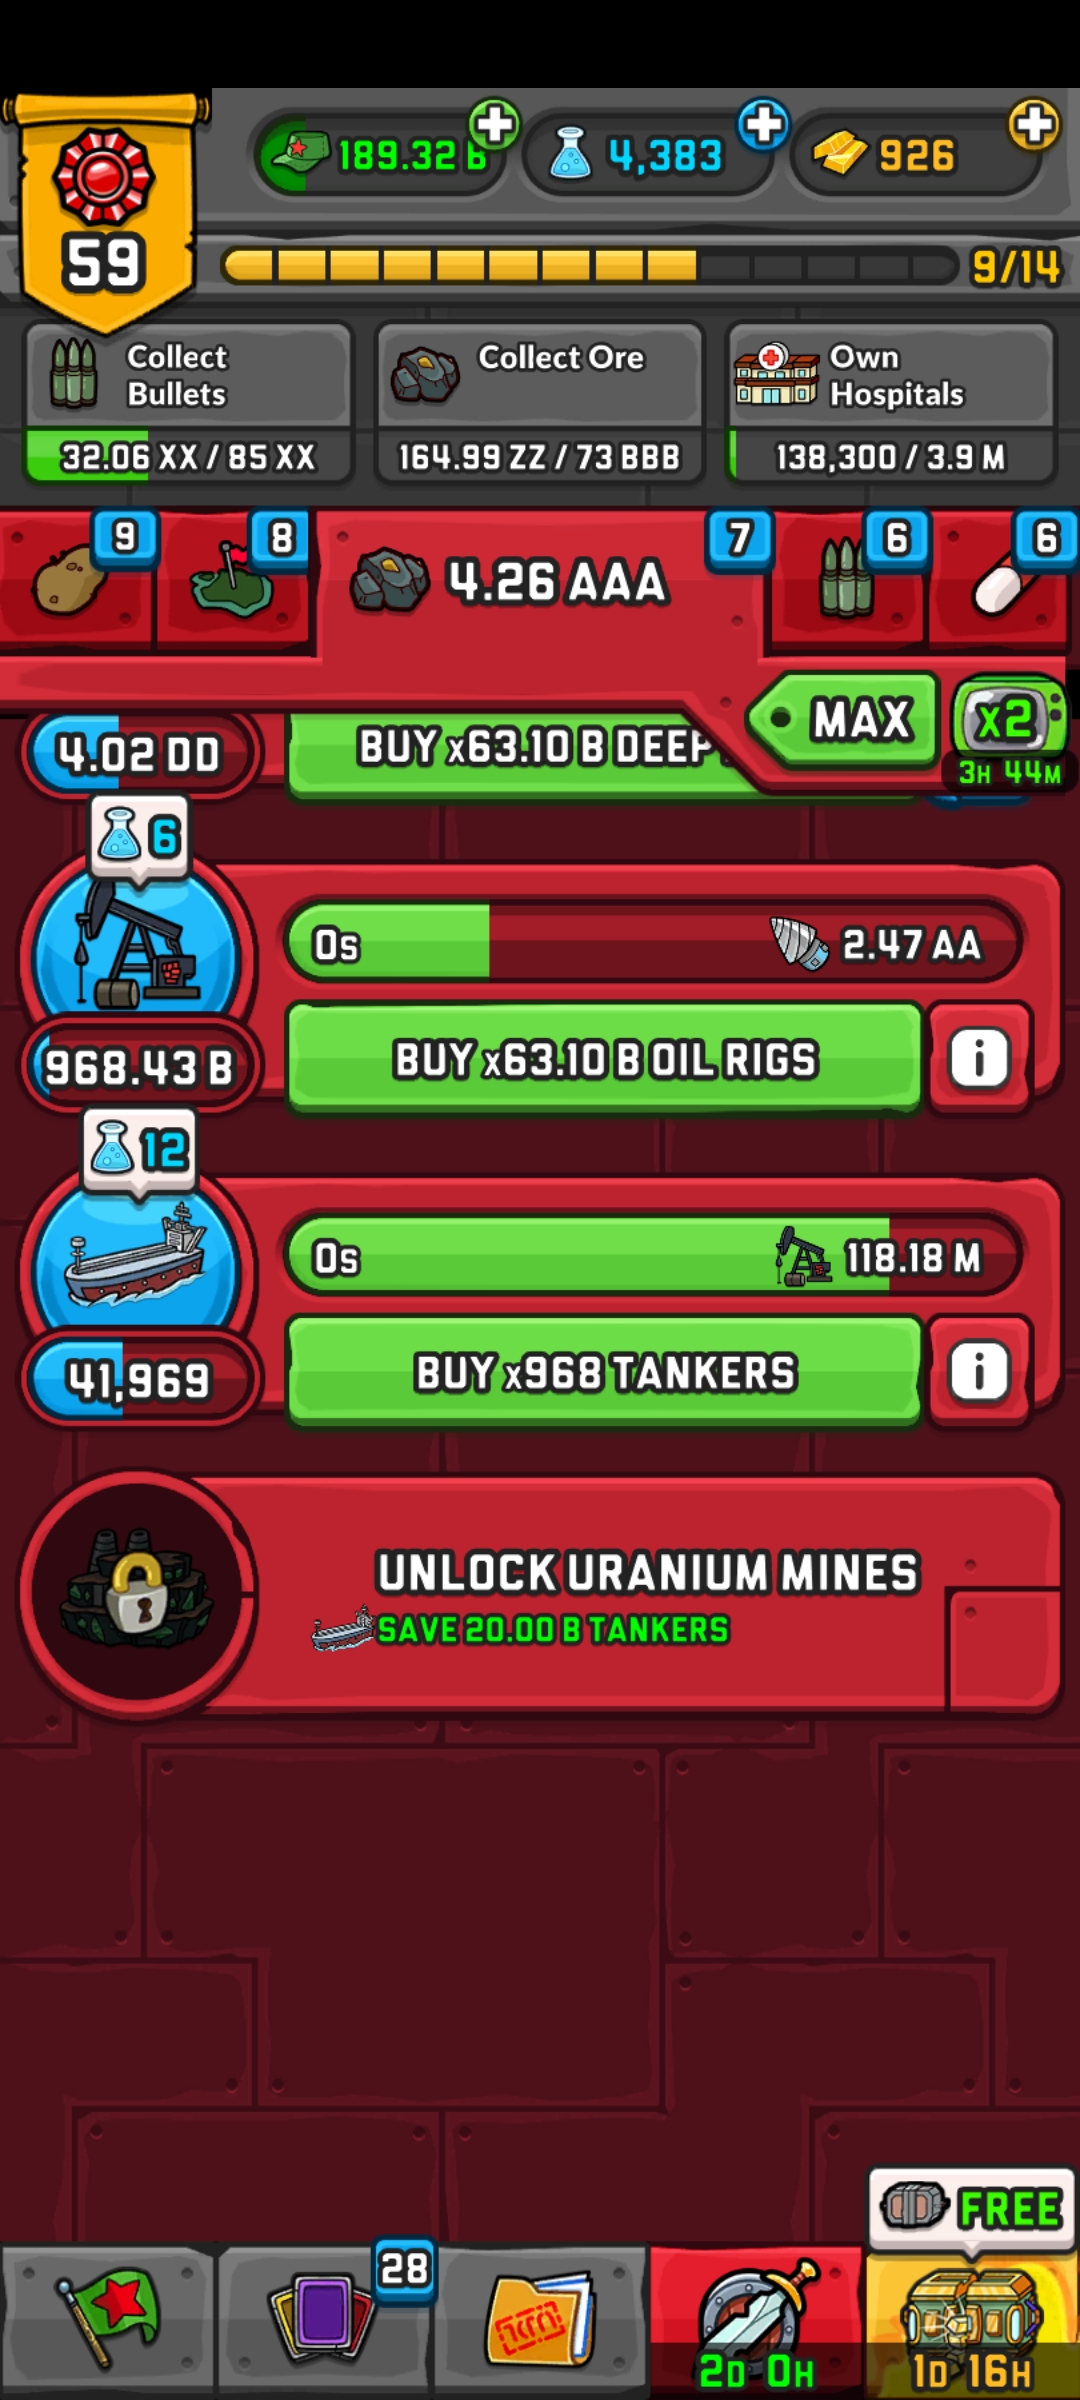 189.32 B
4,383
926
59
9/14
Collect
Bullets
32.06 XX / 85 XX
Collect Ore
164.99 ZZ / 73 BBB
Own
Hospitals
138,300 / 3.9 M
9
8
4.26 AAA
7
6
6
MAX
x2
3H 44M
4.02 DD
BUY x63.10 B DEEP
6
0s
2.47 AA
968.43 B
BUY x63.10 B OIL RIGS
i
12
0s
118.18 M
41,969
BUY x968 TANKERS
i
UNLOCK URANIUM MINES
SAVE 20.00 B TANKERS
FREE
28
2D 0H
1D 16H